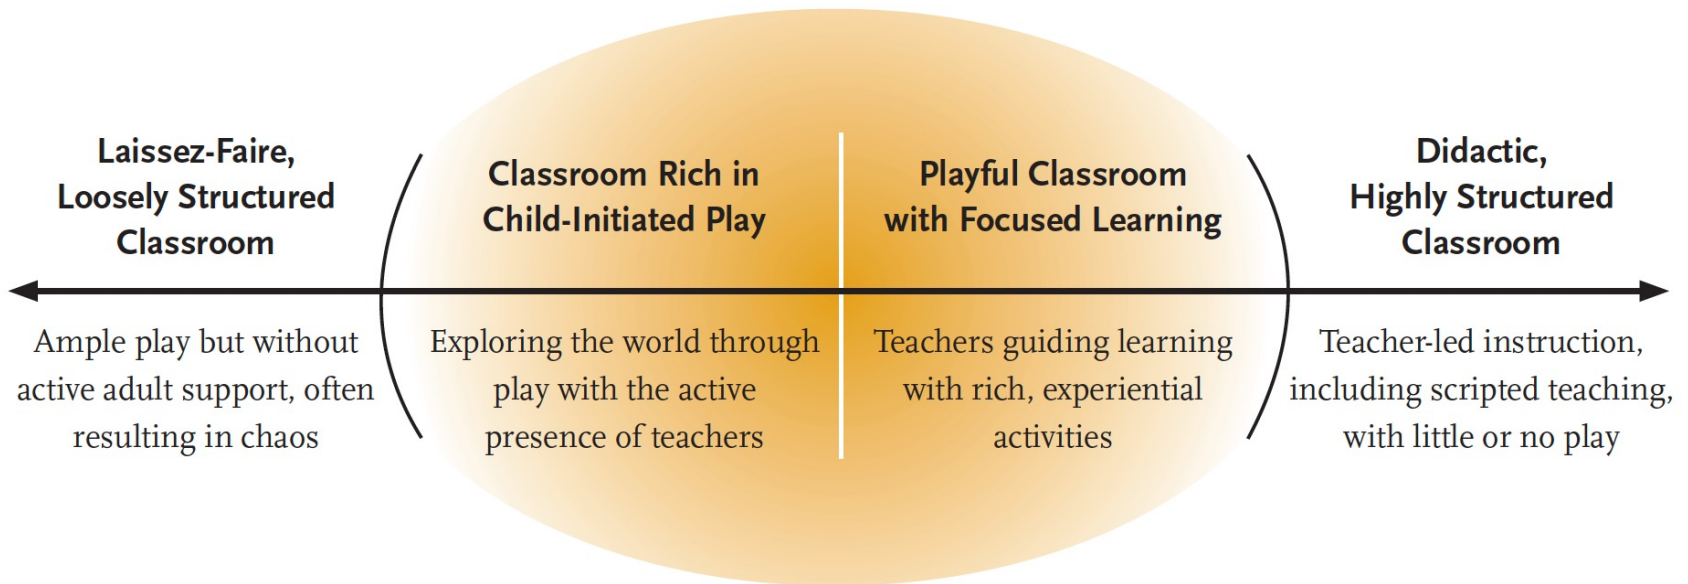 Laissez-Faire,
Loosely Structured
Classroom
Ample play but without
active adult support, often
resulting in chaos
Classroom Rich in
Child-Initiated Play
Exploring the world through
play with the active
presence of teachers
Playful Classroom
with Focused Learning
Teachers guiding learning
with rich, experiential
activities
Didactic,
Highly Structured
Classroom
Teacher-led instruction,
including scripted teaching,
with little or no play